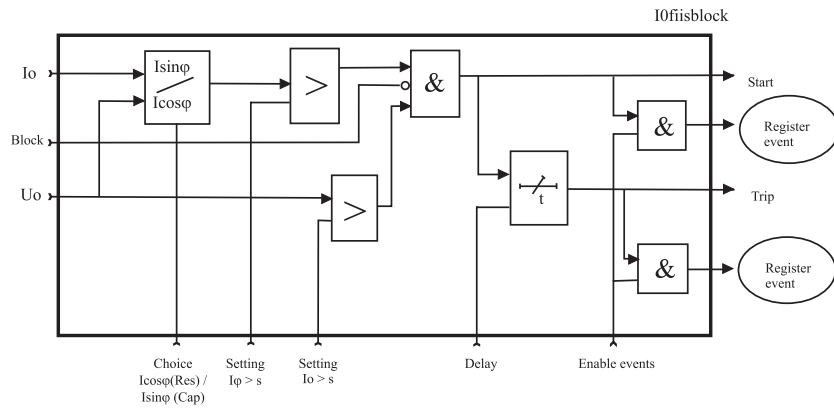 I0fiisblock
Io
Isinφ
Icosφ
>
&
Start
Block
&
Register
event
Uo
>
t
Trip
&
Register
event
Choice
Icosφ(Res) /
Isinφ (Cap)
Setting
Iφ > s
Setting
Io > s
Delay
Enable events